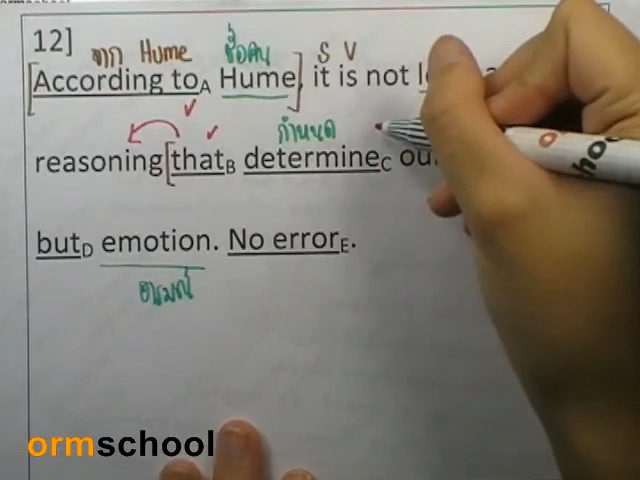 12]
จาก Hume ชื่อคน S V
[According toA Hume] it is not
กำหนด
reasoning [thatB determineC ou
butD emotion. No errorE.
อารมณ์
ormschool